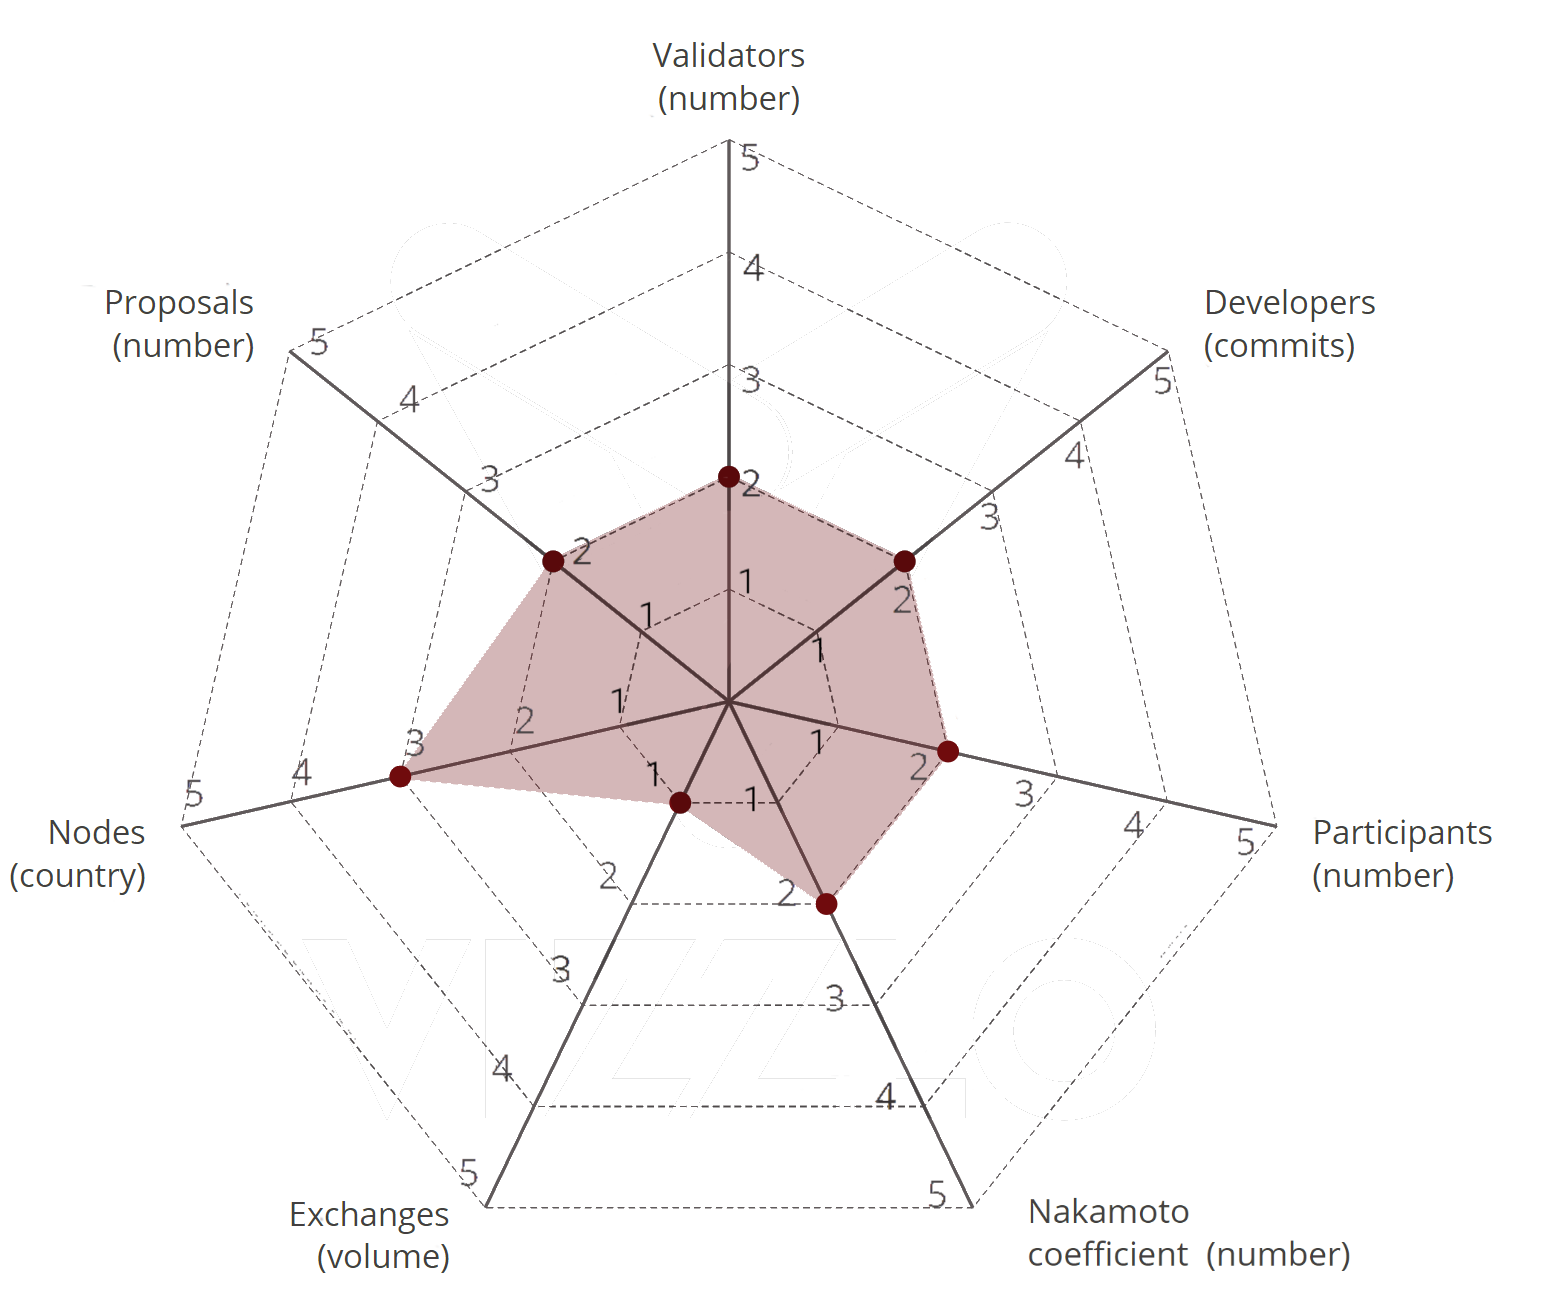 Validators
(number)
5
4
3
2
1
Developers
(commits)
5
4
3
2
1
Participants
(number)
5
4
3
2
1
Nakamoto
coefficient (number)
5
4
3
2
1
Exchanges
(volume)
5
4
3
2
1
Nodes
(country)
5
4
3
2
1
Proposals
(number)
5
4
3
2
1